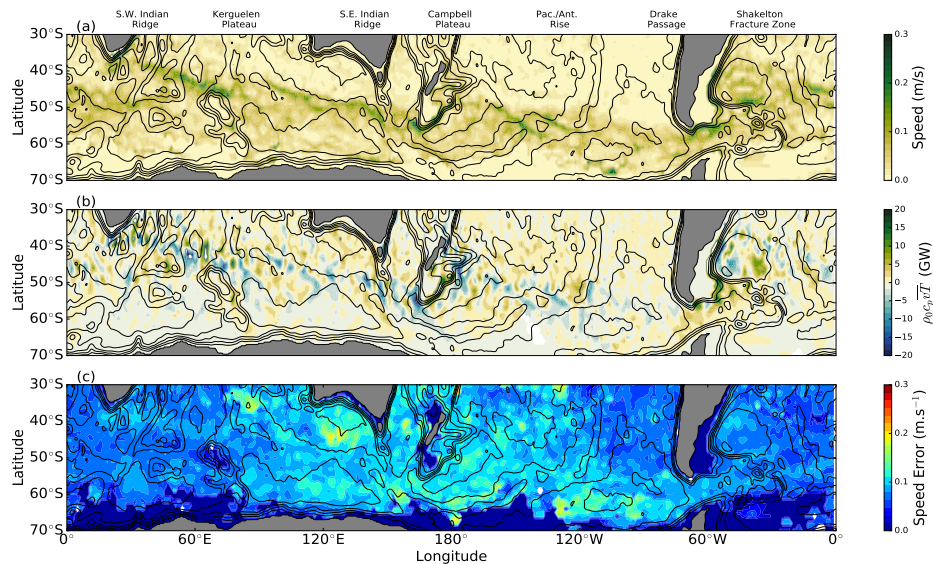 S.W. Indian Ridge
Kerguelen Plateau
S.E. Indian Ridge
Campbell Plateau
Pac./Ant. Rise
Drake Passage
Shakelton Fracture Zone
(a)
30°S
40°S
50°S
60°S
70°S
Latitude
0.3
0.2
0.1
0.0
Speed (m/s)
(b)
30°S
40°S
50°S
60°S
70°S
Latitude
20
15
10
5
0
−5
−10
−15
−20
ρ₀cₚv̅T̅ (GW)
(c)
30°S
40°S
50°S
60°S
70°S
Latitude
0.3
0.2
0.1
0.0
Speed Error (m.s⁻¹)
0°
60°E
120°E
180°
120°W
60°W
0°
Longitude